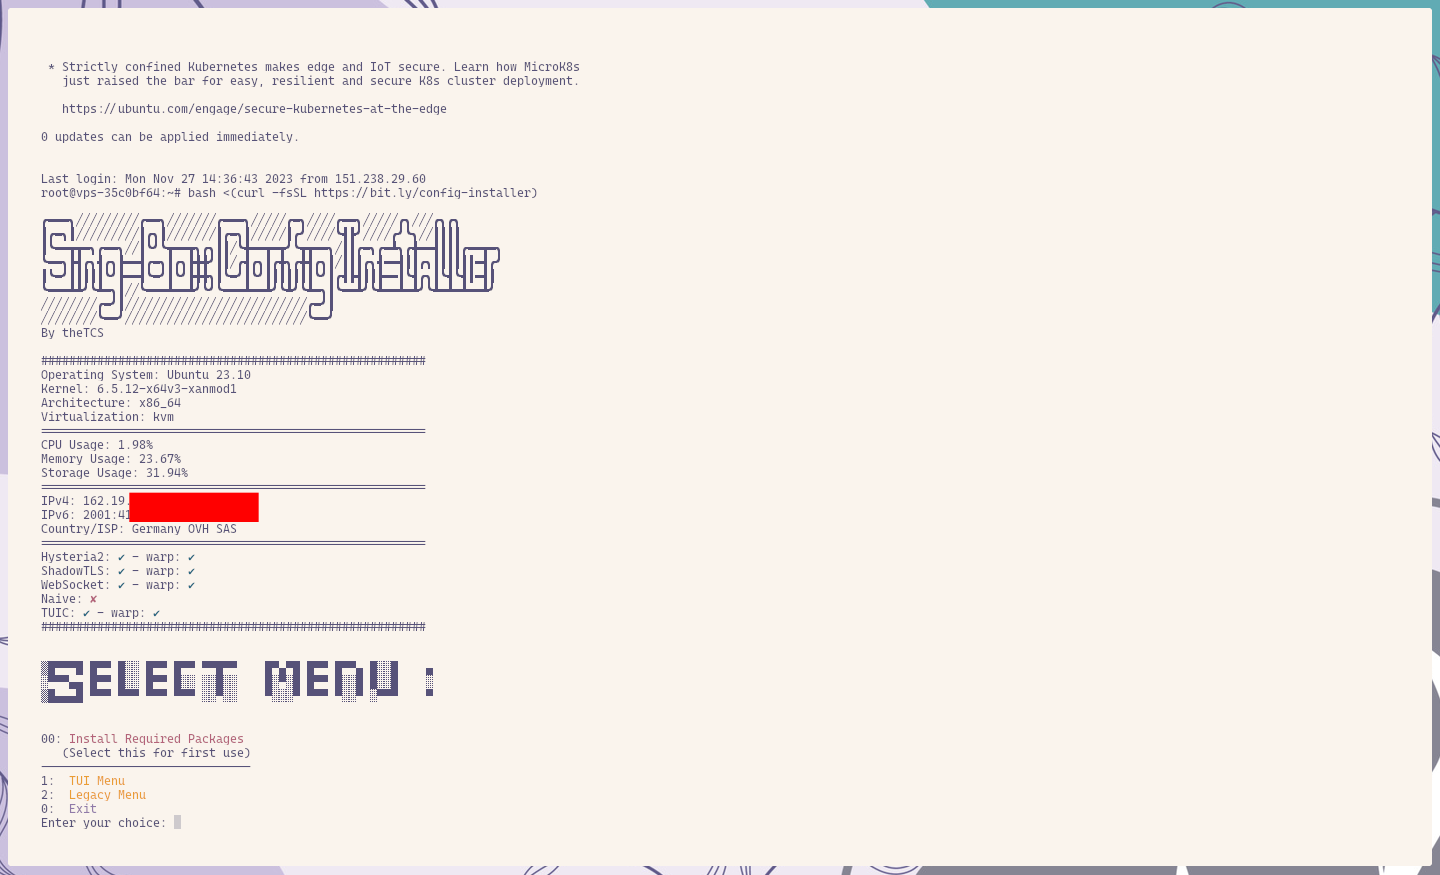 * Strictly confined Kubernetes makes edge and IoT secure. Learn how MicroK8s
just raised the bar for easy, resilient and secure K8s cluster deployment.
https://ubuntu.com/engage/secure-kubernetes-at-the-edge
0 updates can be applied immediately.
Last login: Mon Nov 27 14:36:43 2023 from 151.238.29.60
root@vps-35c0bf64:~# bash <(curl -fsSL https://bit.ly/config-installer)
Sing-Box Config Installer
By theTCS
#######################################################
Operating System: Ubuntu 23.10
Kernel: 6.5.12-x64v3-xanmod1
Architecture: x86_64
Virtualization: kvm
=======================================================
CPU Usage: 1.98%
Memory Usage: 23.67%
Storage Usage: 31.94%
=======================================================
IPv4: 162.19.
IPv6: 2001:41
Country/ISP: Germany OVH SAS
=======================================================
Hysteria2: ✔ - warp: ✔
ShadowTLS: ✔ - warp: ✔
WebSocket: ✔ - warp: ✔
Naive: ✘
TUIC: ✔ - warp: ✔
#######################################################
SELECT MENU :
00: Install Required Packages
(Select this for first use)
------------------------------
1: TUI Menu
2: Legacy Menu
0: Exit
Enter your choice: